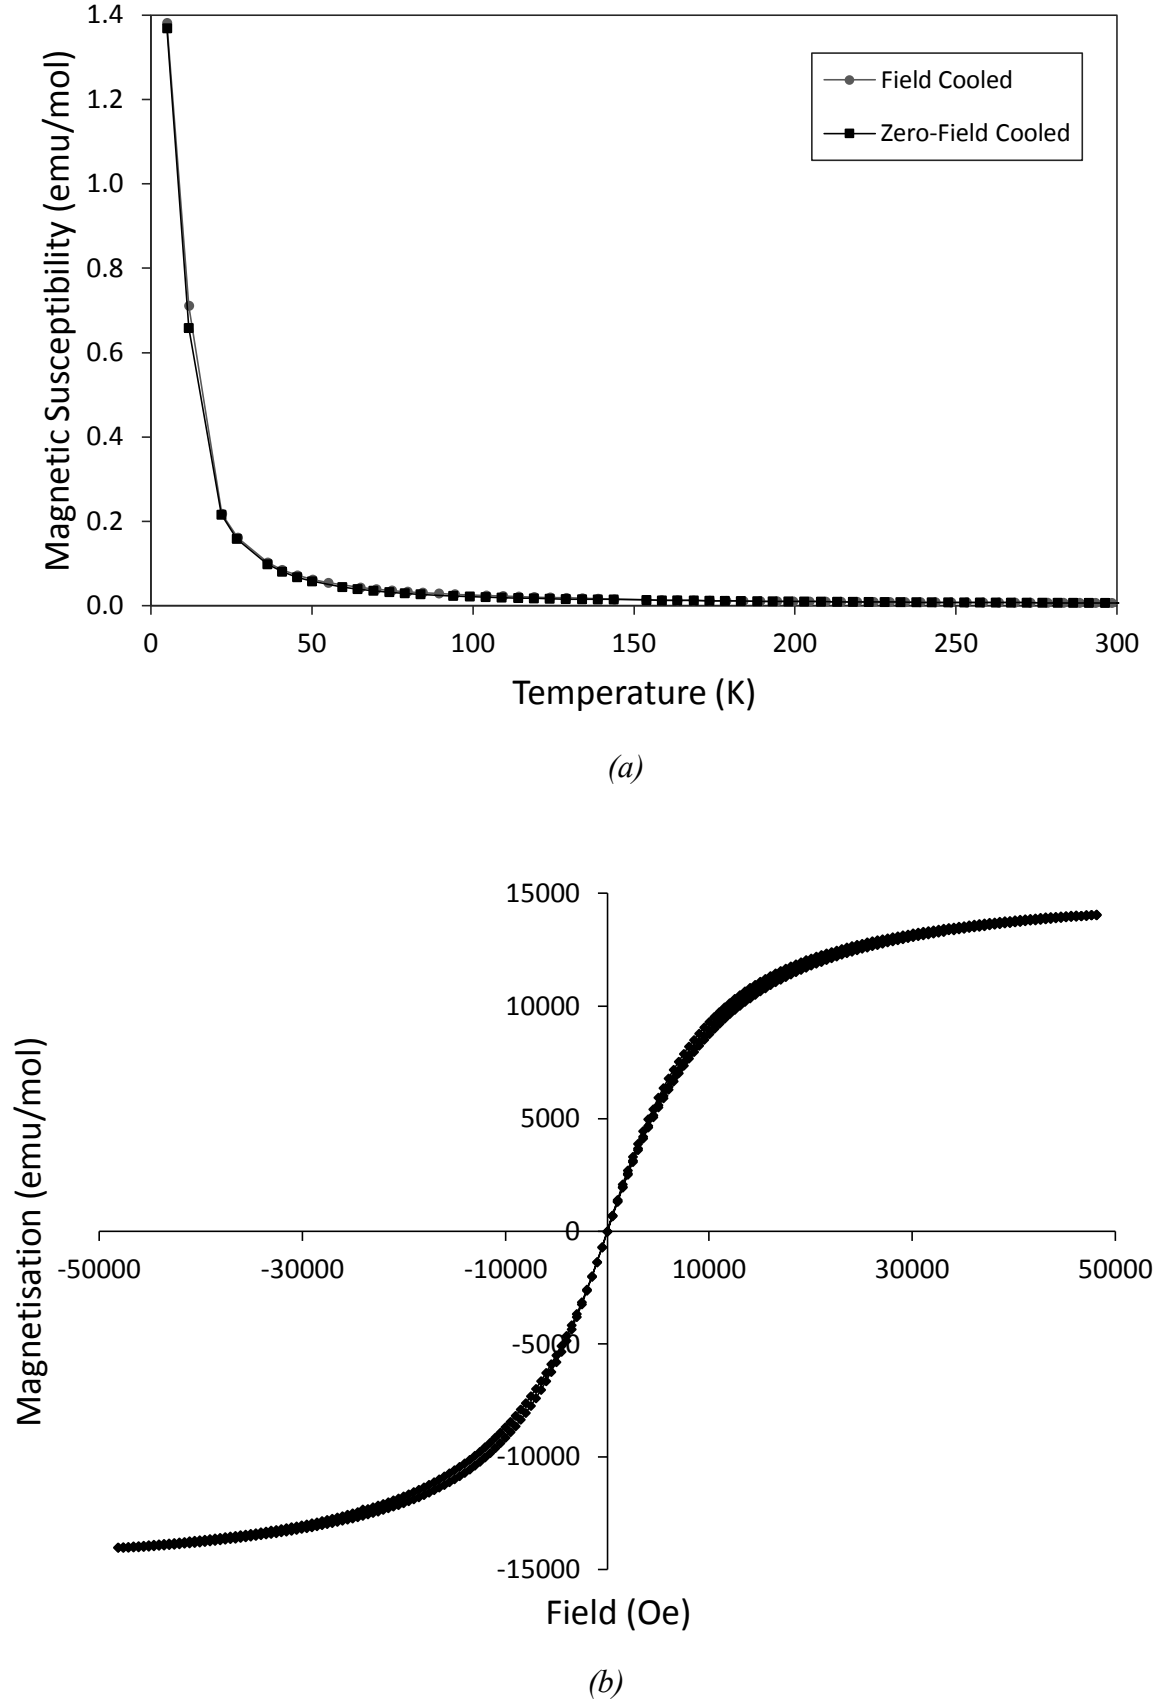 Magnetic Susceptibility (emu/mol)
1.4
1.2
1.0
0.8
0.6
0.4
0.2
0.0
Field Cooled
Zero-Field Cooled
0 50 100 150 200 250 300
Temperature (K)
(a)
Magnetisation (emu/mol)
15000
10000
5000
0
-50000 -30000 -10000 10000 30000 50000
-5000
-10000
-15000
Field (Oe)
(b)